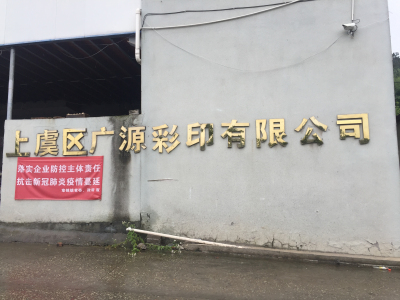 上虞区广源彩印有限公司
落实企业防控主体责任
抗击新冠肺炎疫情蔓延